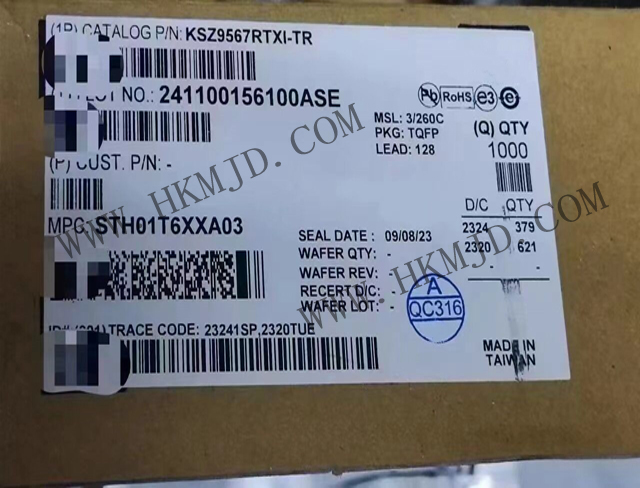 (1P) CATALOG P/N: KSZ9567RTXI-TR
LOT NO.: 241100156100ASE
Pb RoHS e3 e
MSL: 3/260C
PKG: TQFP
LEAD: 128
(Q) QTY
1000
(P) CUST. P/N: -
MPC: STH01T6XXA03
D/C QTY
2324 379
2320 621
- -
SEAL DATE : 09/08/23
WAFER QTY: -
WAFER REV: -
RECERT D/C: -
WAFER LOT: -
A
QC316
TRACE CODE: 23241SP,2320TUE
MADE IN
TAIWAN
WWW.HKMJD.COM
WWW.HKMJD.COM